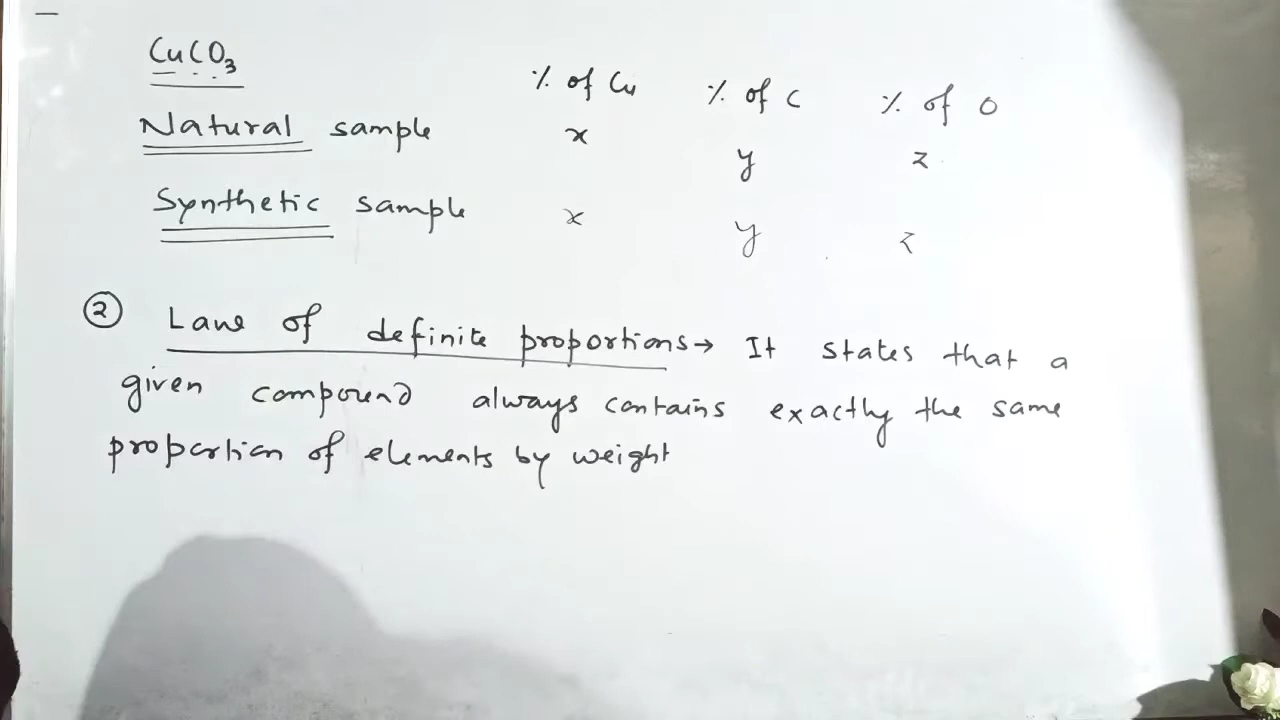 CuCO3
% of Cu % of C % of O
Natural sample x y z
Synthetic sample x y z
② Law of definite proportions → It states that a
given compound always contains exactly the same
proportion of elements by weight